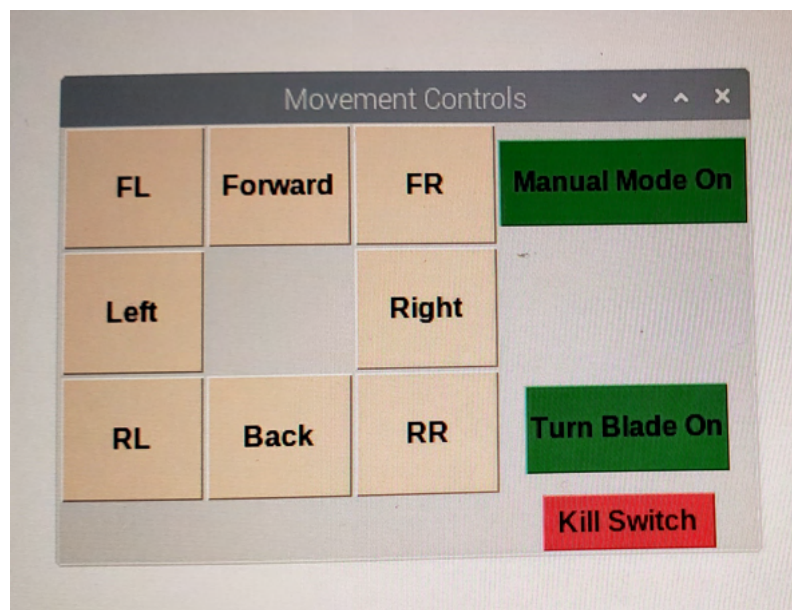 Movement Controls
FL Forward FR Manual Mode On
Left Right
RL Back RR Turn Blade On
Kill Switch